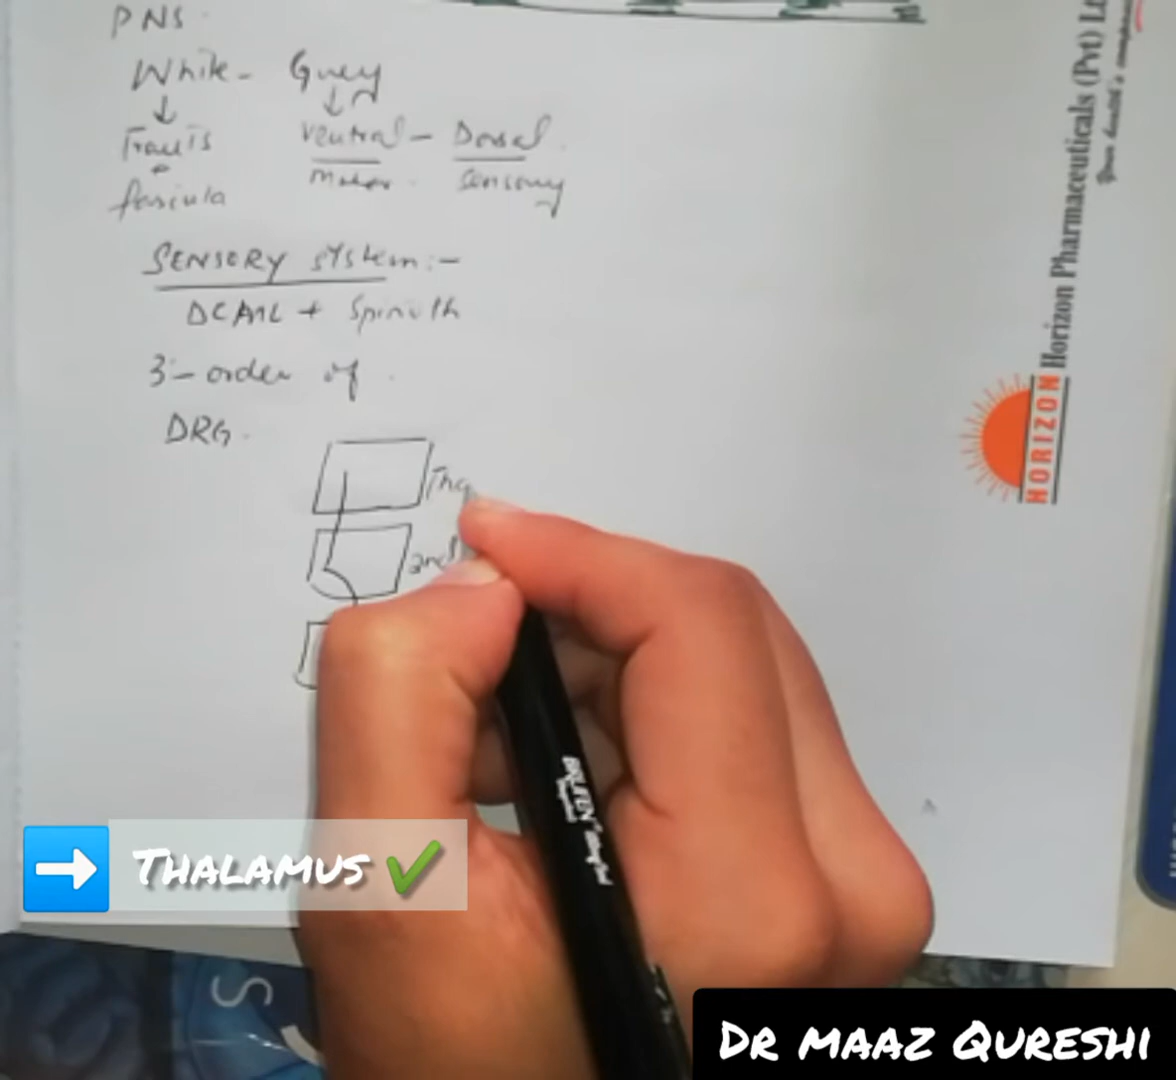 PNS.
White - Grey
Tracts ventral - Dorsal
motor. sensory
fasicula
SENSORY system:-
DCML + Spinoth
3-order of
DRG.
Tha
2nd
THALAMUS
DR MAAZ QURESHI
HORIZON Horizon Pharmaceuticals (Pvt) Lt